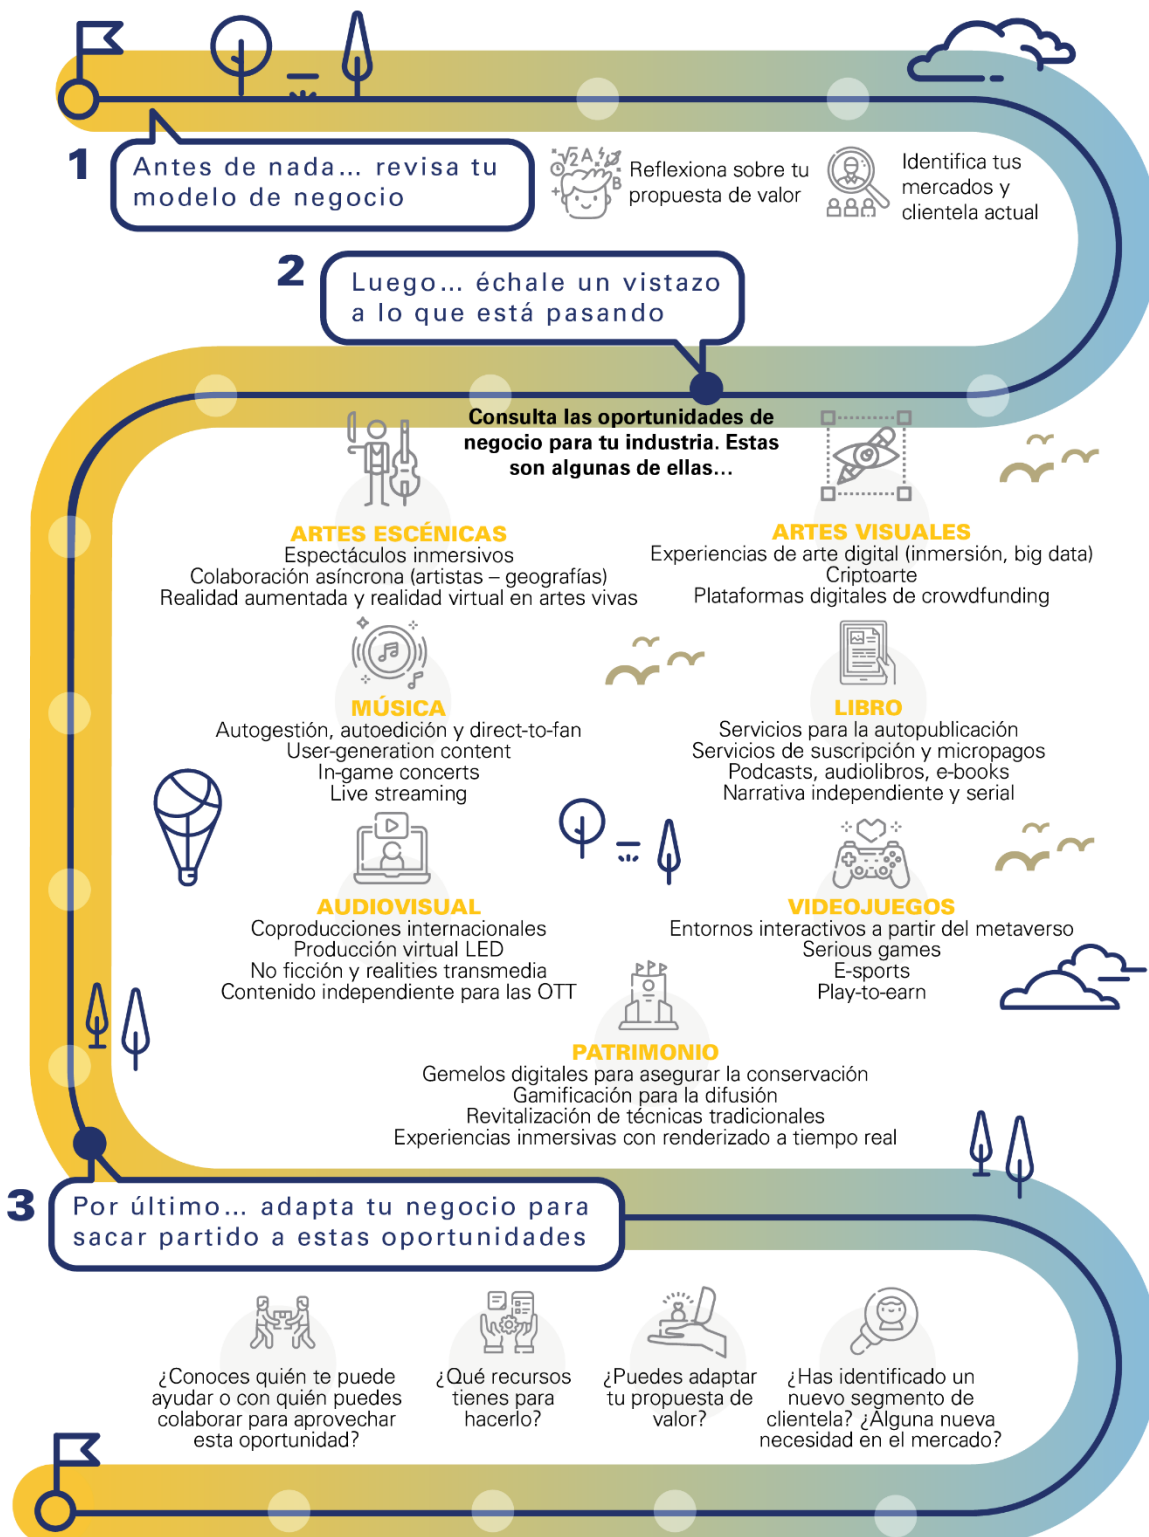 1
Antes de nada... revisa tu
modelo de negocio
Reflexiona sobre tu
propuesta de valor
Identifica tus
mercados y
clientela actual
2
Luego... échale un vistazo
a lo que está pasando
Consulta las oportunidades de
negocio para tu industria. Estas
son algunas de ellas...
ARTES ESCÉNICAS
Espectáculos inmersivos
Colaboración asíncrona (artistas – geografías)
Realidad aumentada y realidad virtual en artes vivas
ARTES VISUALES
Experiencias de arte digital (inmersión, big data)
Criptoarte
Plataformas digitales de crowdfunding
MÚSICA
Autogestión, autoedición y direct-to-fan
User-generation content
In-game concerts
Live streaming
LIBRO
Servicios para la autopublicación
Servicios de suscripción y micropagos
Podcasts, audiolibros, e-books
Narrativa independiente y serial
AUDIOVISUAL
Coproducciones internacionales
Producción virtual LED
No ficción y realities transmedia
Contenido independiente para las OTT
VIDEOJUEGOS
Entornos interactivos a partir del metaverso
Serious games
E-sports
Play-to-earn
PATRIMONIO
Gemelos digitales para asegurar la conservación
Gamificación para la difusión
Revitalización de técnicas tradicionales
Experiencias inmersivas con renderizado a tiempo real
3
Por último... adapta tu negocio para
sacar partido a estas oportunidades
¿Conoces quién te puede
ayudar o con quién puedes
colaborar para aprovechar
esta oportunidad?
¿Qué recursos
tienes para
hacerlo?
¿Puedes adaptar
tu propuesta de
valor?
¿Has identificado un
nuevo segmento de
clientela? ¿Alguna nueva
necesidad en el mercado?